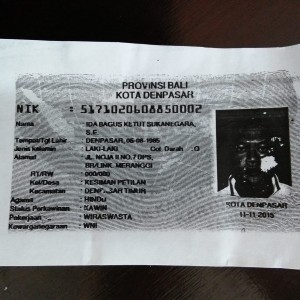 PROVINSI BALI
KOTA DENPASAR
NIK : 5171020608850002
Nama : IDA BAGUS KETUT SUKANEGARA,
S.E
Tempat/Tgl Lahir : DENPASAR, 06-08-1985
Jenis kelamin : LAKI-LAKI Gol. Darah : O
Alamat : JL. NOJA II.NO.7 DPS,
BR/LINK. MERANGGI
RT/RW : 000/000
Kel/Desa : KESIMAN PETILAN
Kecamatan : DENPASAR TIMUR
Agama : HINDU
Status Perkawinan : KAWIN
Pekerjaan : WIRASWASTA
Kewarganegaraan : WNI
KOTA DENPASAR
11-11-2015